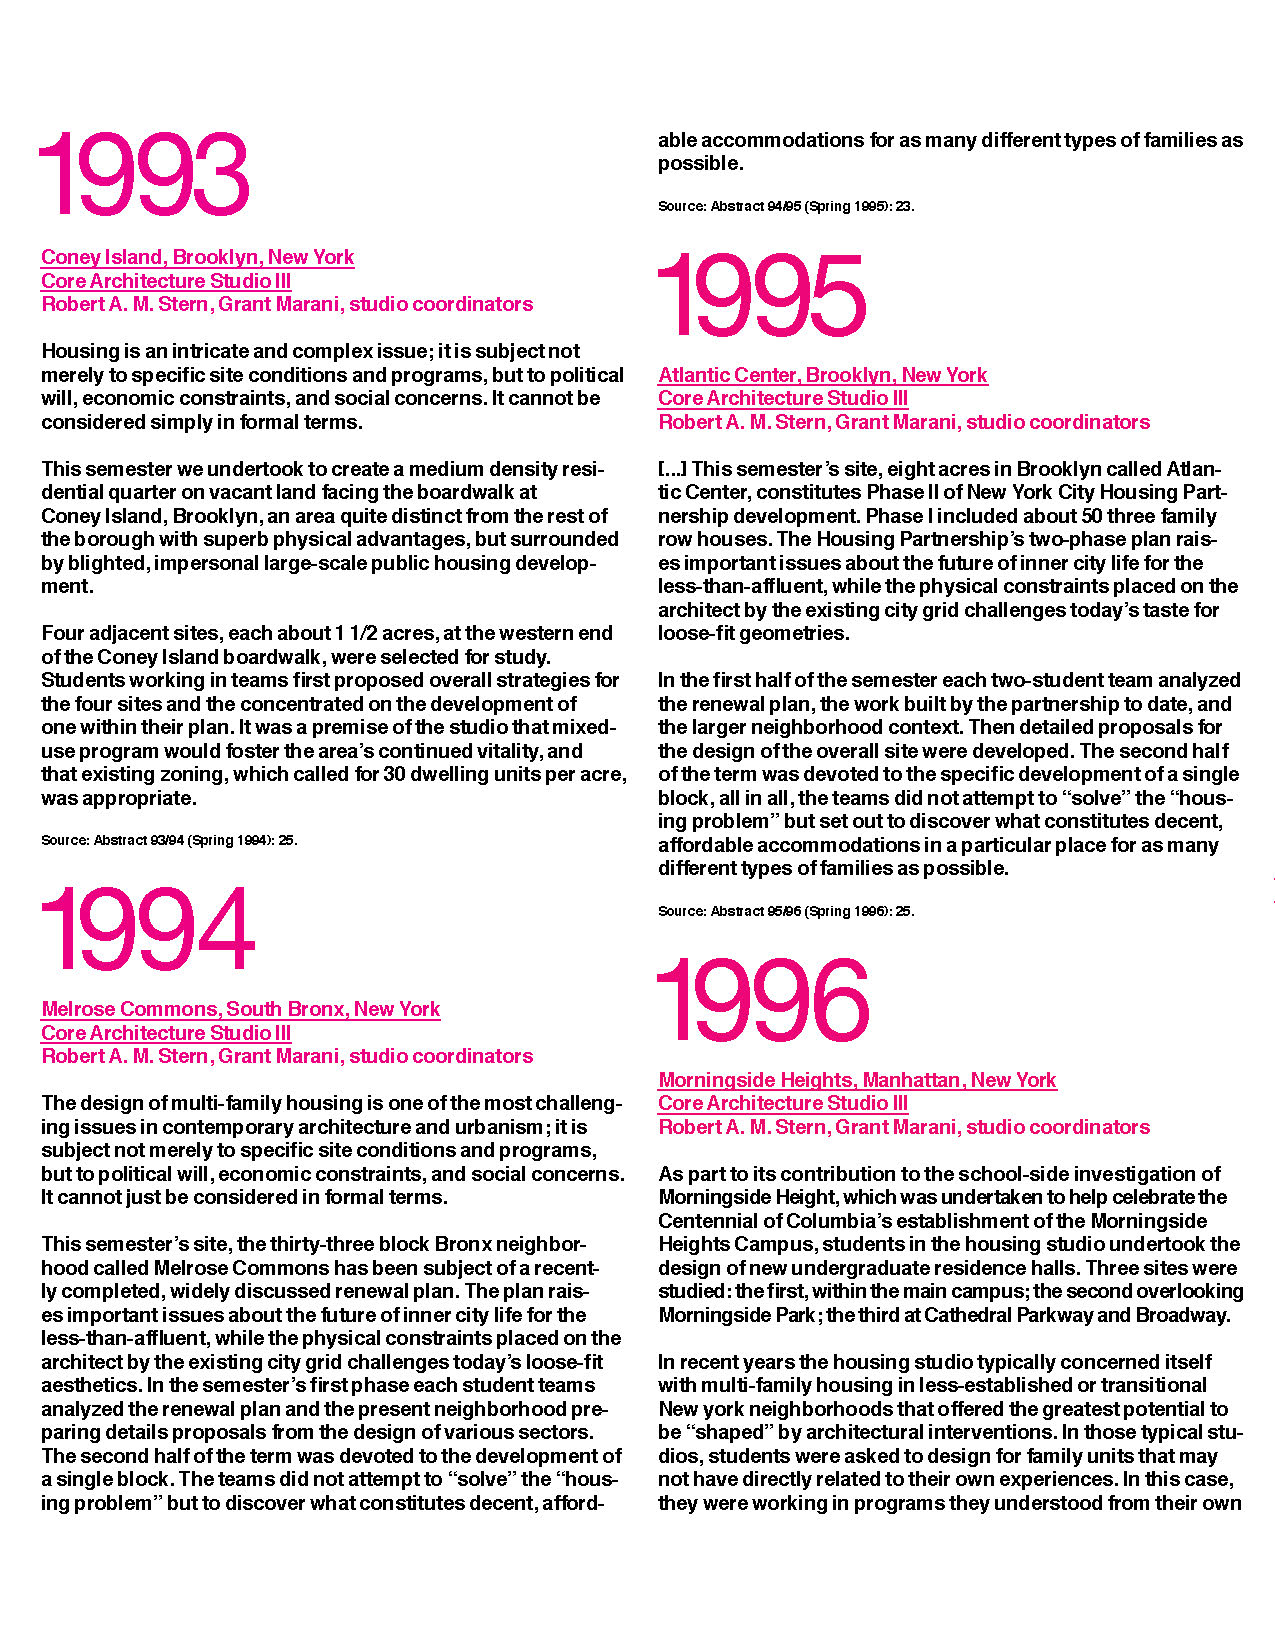 1993
Coney Island, Brooklyn, New York
Core Architecture Studio III
Robert A. M. Stern, Grant Marani, studio coordinators
Housing is an intricate and complex issue; it is subject not
merely to specific site conditions and programs, but to political
will, economic constraints, and social concerns. It cannot be
considered simply in formal terms.
This semester we undertook to create a medium density resi-
dential quarter on vacant land facing the boardwalk at
Coney Island, Brooklyn, an area quite distinct from the rest of
the borough with superb physical advantages, but surrounded
by blighted, impersonal large-scale public housing develop-
ment.
Four adjacent sites, each about 1 1/2 acres, at the western end
of the Coney Island boardwalk, were selected for study.
Students working in teams first proposed overall strategies for
the four sites and the concentrated on the development of
one within their plan. It was a premise of the studio that mixed-
use program would foster the area's continued vitality, and
that existing zoning, which called for 30 dwelling units per acre,
was appropriate.
Source: Abstract 93/94 (Spring 1994): 25.
1994
Melrose Commons, South Bronx, New York
Core Architecture Studio III
Robert A. M. Stern, Grant Marani, studio coordinators
The design of multi-family housing is one of the most challeng-
ing issues in contemporary architecture and urbanism; it is
subject not merely to specific site conditions and programs,
but to political will, economic constraints, and social concerns.
It cannot just be considered in formal terms.
This semester's site, the thirty-three block Bronx neighbor-
hood called Melrose Commons has been subject of a recent-
ly completed, widely discussed renewal plan. The plan rais-
es important issues about the future of inner city life for the
less-than-affluent, while the physical constraints placed on the
architect by the existing city grid challenges today's loose-fit
aesthetics. In the semester's first phase each student teams
analyzed the renewal plan and the present neighborhood pre-
paring details proposals from the design of various sectors.
The second half of the term was devoted to the development of
a single block. The teams did not attempt to “solve” the “hous-
ing problem” but to discover what constitutes decent, afford-
able accommodations for as many different types of families as
possible.
Source: Abstract 94/95 (Spring 1995): 23.
1995
Atlantic Center, Brooklyn, New York
Core Architecture Studio III
Robert A. M. Stern, Grant Marani, studio coordinators
[...] This semester's site, eight acres in Brooklyn called Atlan-
tic Center, constitutes Phase II of New York City Housing Part-
nership development. Phase I included about 50 three family
row houses. The Housing Partnership's two-phase plan rais-
es important issues about the future of inner city life for the
less-than-affluent, while the physical constraints placed on the
architect by the existing city grid challenges today's taste for
loose-fit geometries.
In the first half of the semester each two-student team analyzed
the renewal plan, the work built by the partnership to date, and
the larger neighborhood context. Then detailed proposals for
the design of the overall site were developed. The second half
of the term was devoted to the specific development of a single
block, all in all, the teams did not attempt to “solve” the “hous-
ing problem” but set out to discover what constitutes decent,
affordable accommodations in a particular place for as many
different types of families as possible.
Source: Abstract 95/96 (Spring 1996): 25.
1996
Morningside Heights, Manhattan, New York
Core Architecture Studio III
Robert A. M. Stern, Grant Marani, studio coordinators
As part to its contribution to the school-side investigation of
Morningside Height, which was undertaken to help celebrate the
Centennial of Columbia's establishment of the Morningside
Heights Campus, students in the housing studio undertook the
design of new undergraduate residence halls. Three sites were
studied: the first, within the main campus; the second overlooking
Morningside Park; the third at Cathedral Parkway and Broadway.
In recent years the housing studio typically concerned itself
with multi-family housing in less-established or transitional
New york neighborhoods that offered the greatest potential to
be “shaped” by architectural interventions. In those typical stu-
dios, students were asked to design for family units that may
not have directly related to their own experiences. In this case,
they were working in programs they understood from their own